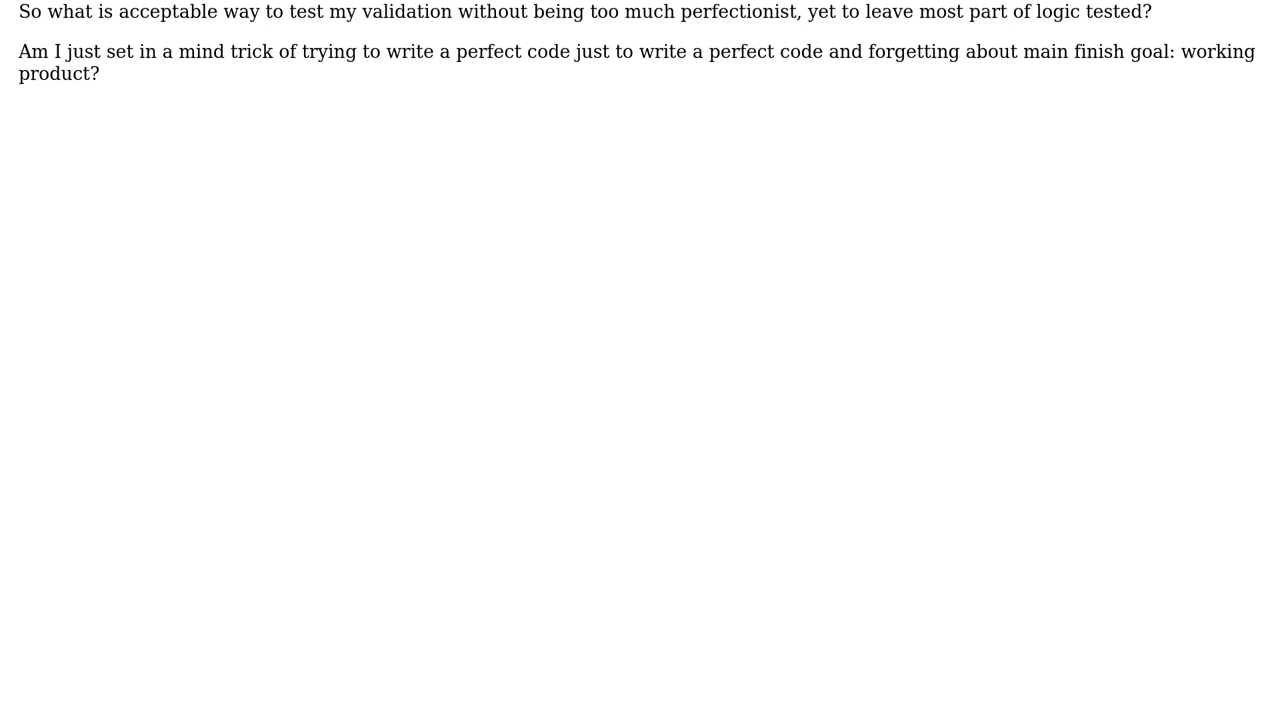 So what is acceptable way to test my validation without being too much perfectionist, yet to leave most part of logic tested?
Am I just set in a mind trick of trying to write a perfect code just to write a perfect code and forgetting about main finish goal: working
product?